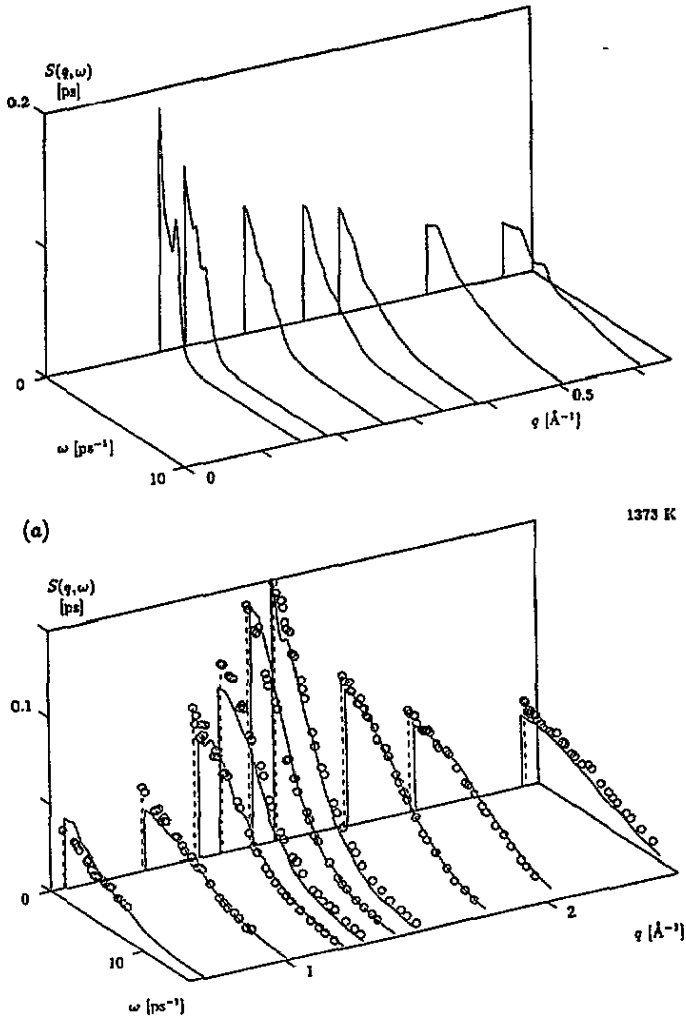 S(q,ω)
[ps]
0.2
0
ω [ps⁻¹]
10
0
0.5
q [Å⁻¹]
(a)
1373 K
S(q,ω)
[ps]
0.1
0
10
ω [ps⁻¹]
1
2
q [Å⁻¹]